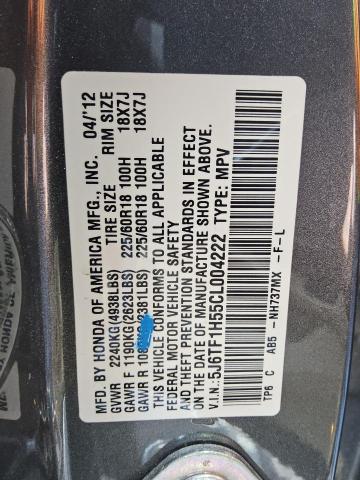 MFD. BY HONDA OF AMERICA MFG., INC. 04/'12
GVWR 2240KG(4938LBS) TIRE SIZE RIM SIZE
GAWR F 1190KG(2623LBS) 225/60R18 100H 18X7J
GAWR R (2381LBS) 225/60R18 100H 18X7J
THIS VEHICLE CONFORMS TO ALL APPLICABLE
FEDERAL MOTOR VEHICLE SAFETY
AND THEFT PREVENTION STANDARDS IN EFFECT
ON THE DATE OF MANUFACTURE SHOWN ABOVE.
V.I.N.: 5J6TF1H55CL004222 TYPE: MPV
TP6 C AB5 -NH737MX -F-L